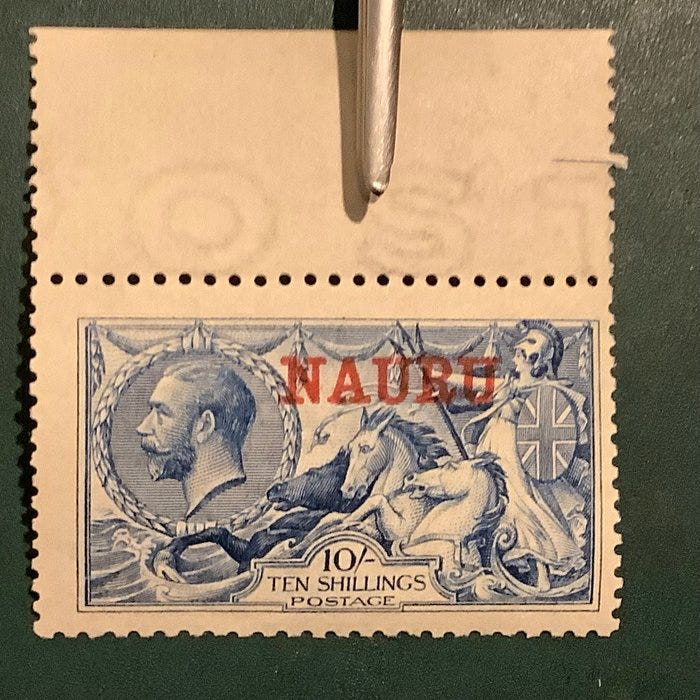 NAURU
10/-
TEN SHILLINGS
POSTAGE